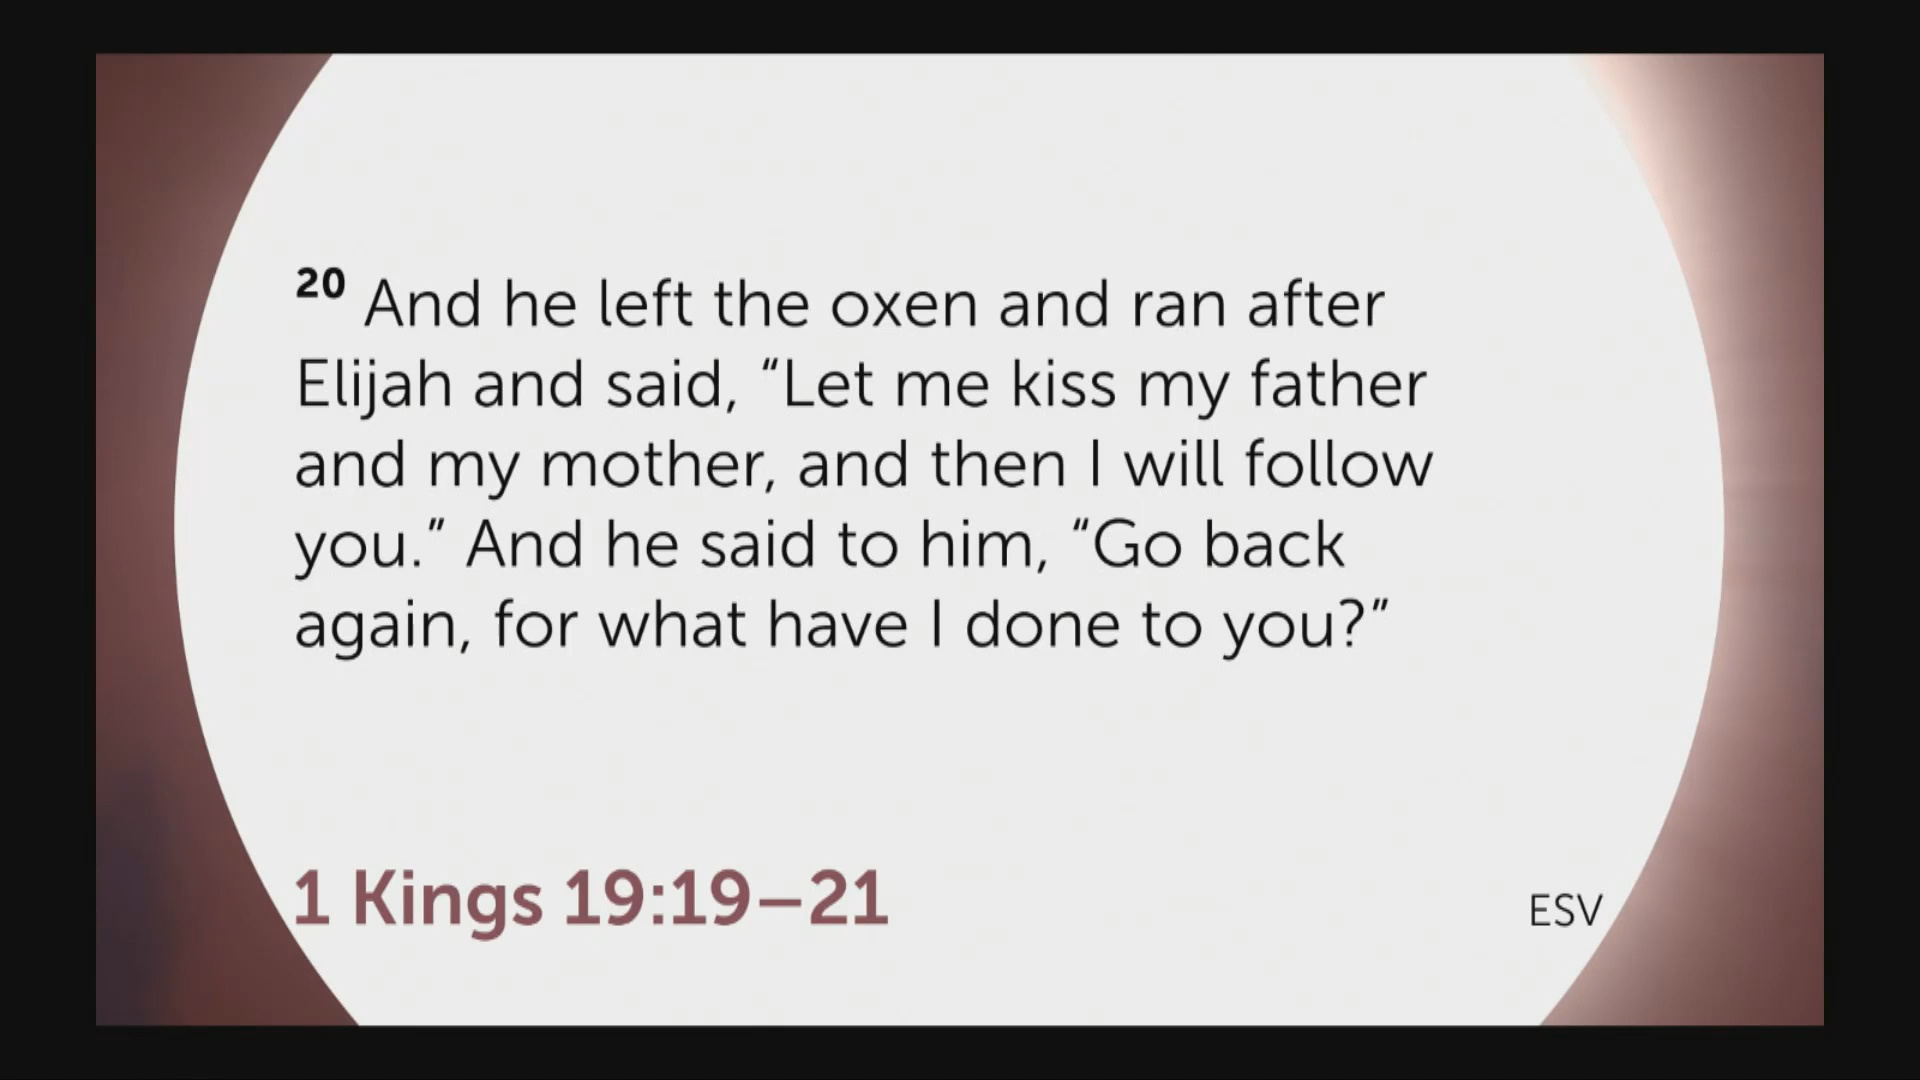 20 And he left the oxen and ran after
Elijah and said, “Let me kiss my father
and my mother, and then I will follow
you.” And he said to him, “Go back
again, for what have I done to you?”
1 Kings 19:19–21
ESV